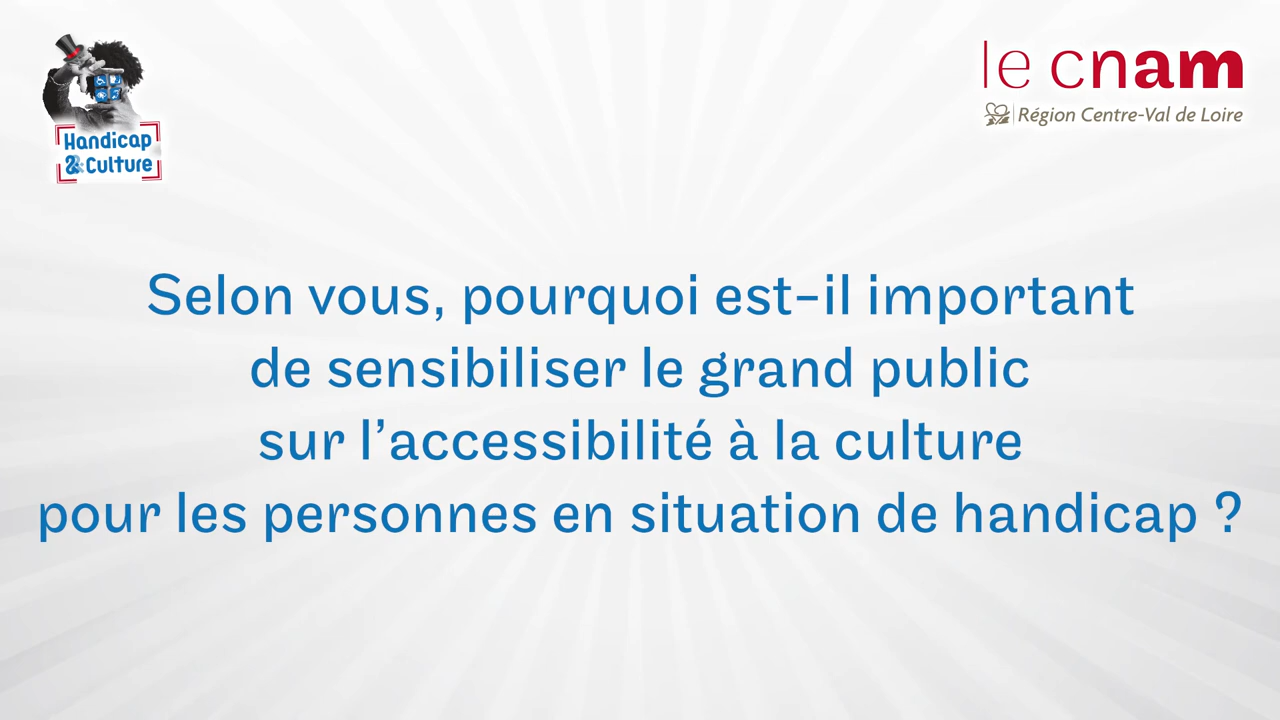 Handicap
& Culture
le cnam
Région Centre-Val de Loire
Selon vous, pourquoi est-il important
de sensibiliser le grand public
sur l'accessibilité à la culture
pour les personnes en situation de handicap ?